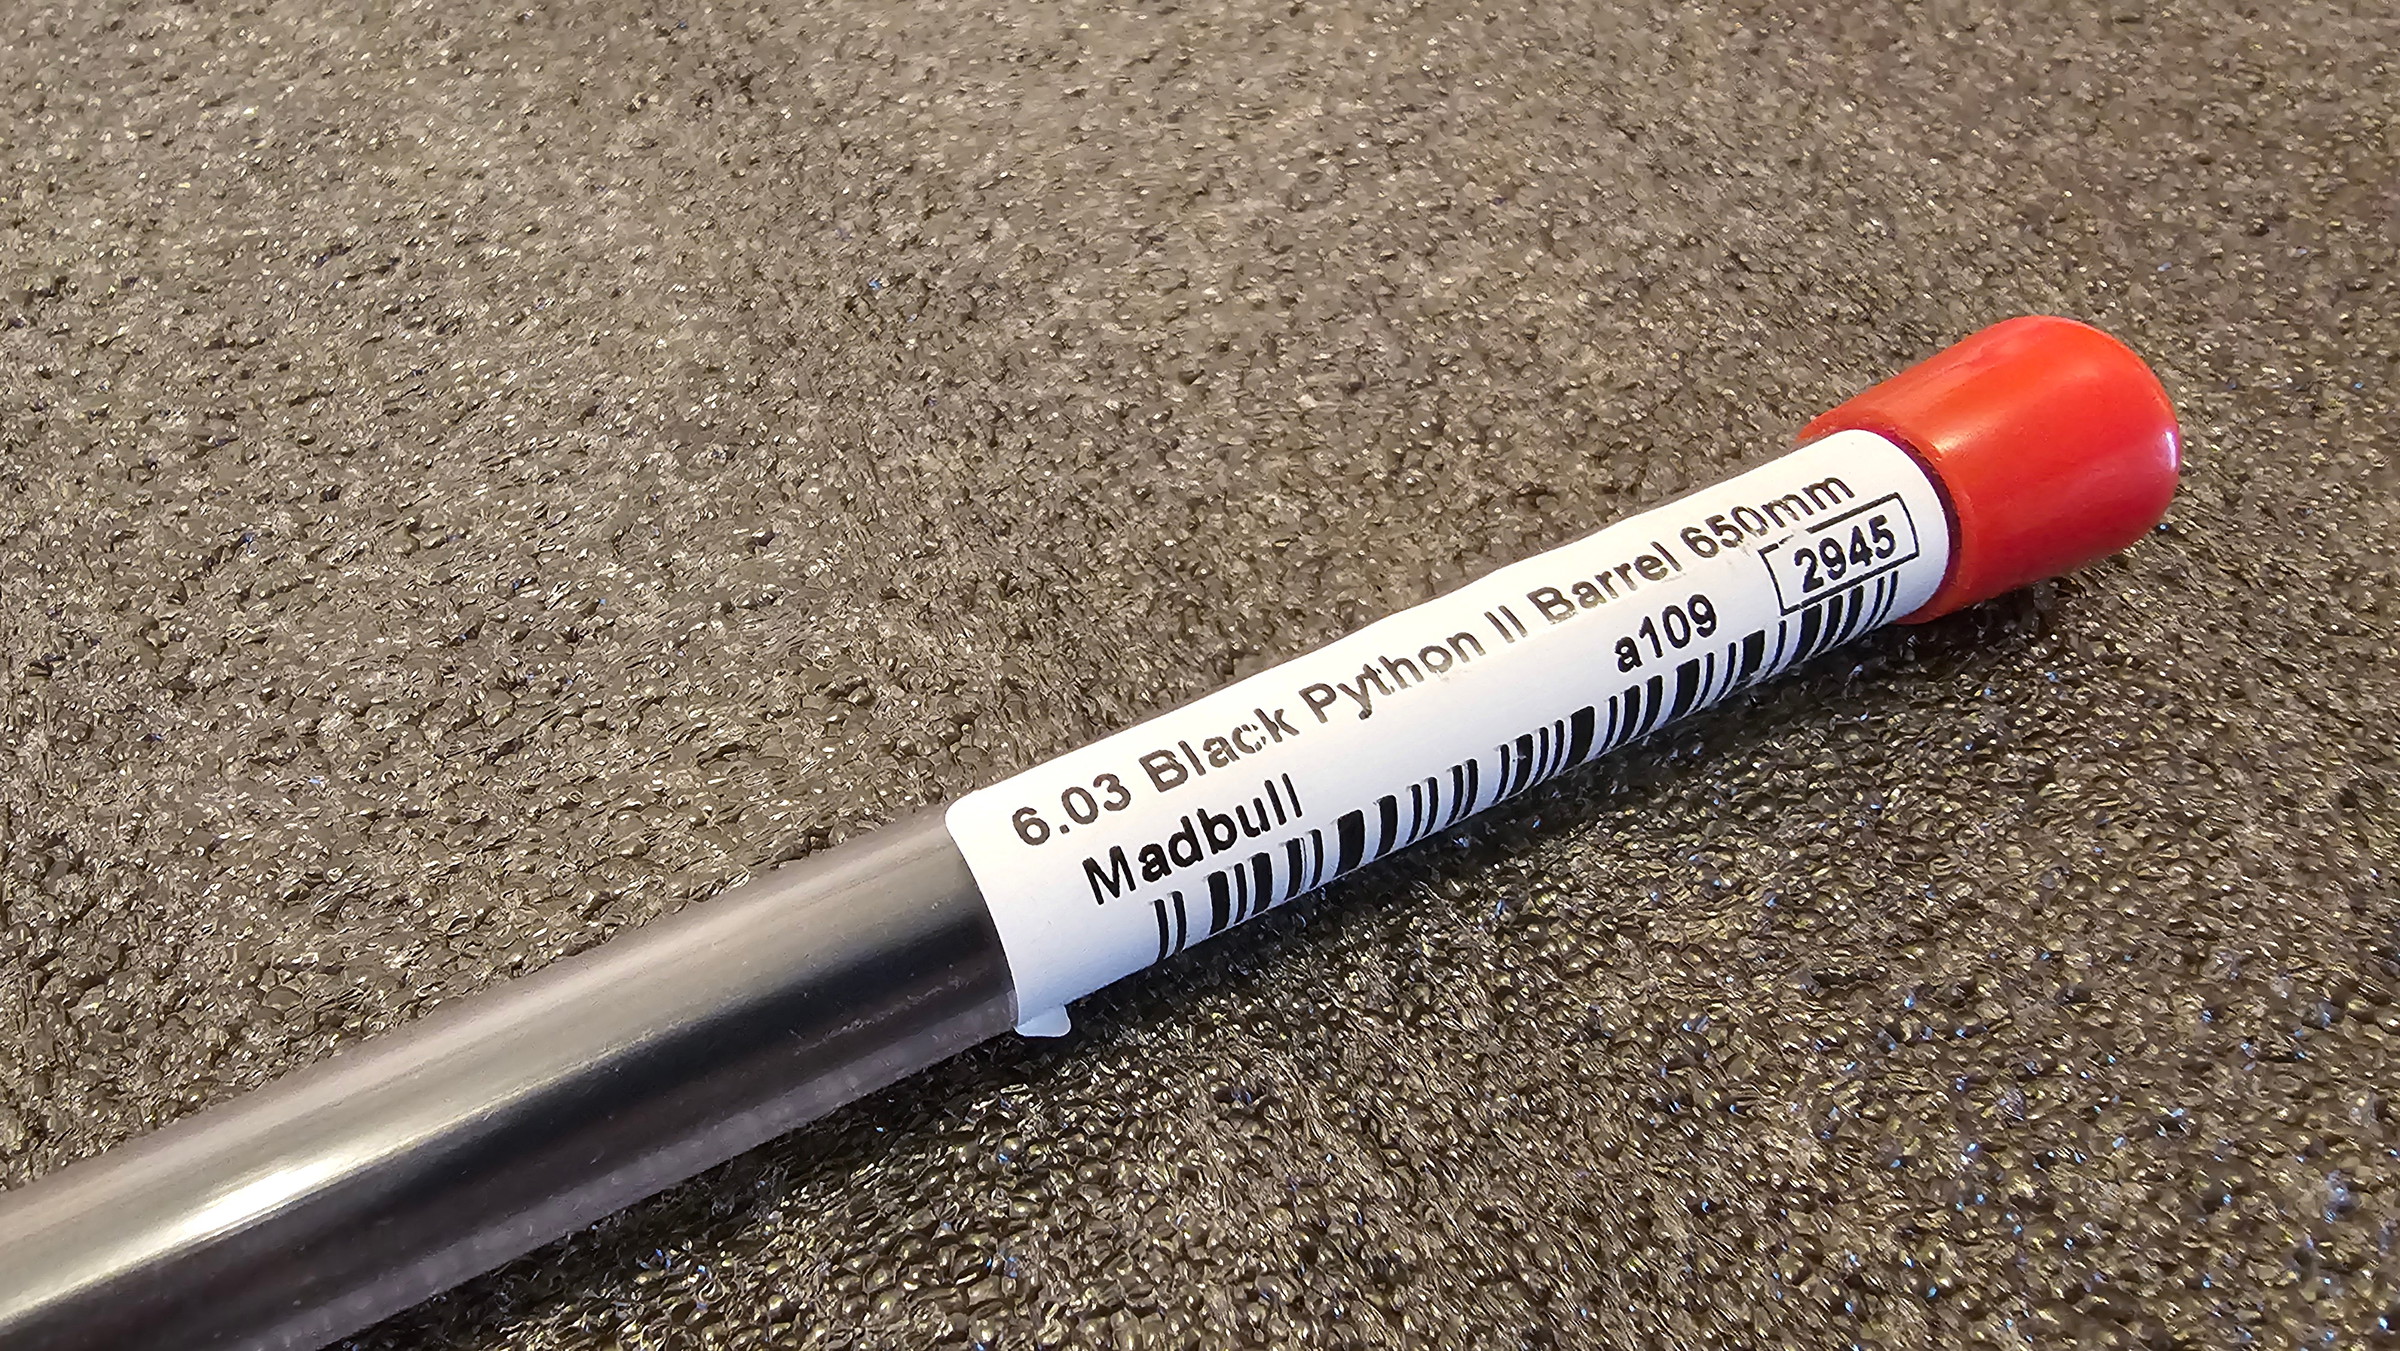 6.03 Black Python II Barrel 650mm
Madbull a109 2945